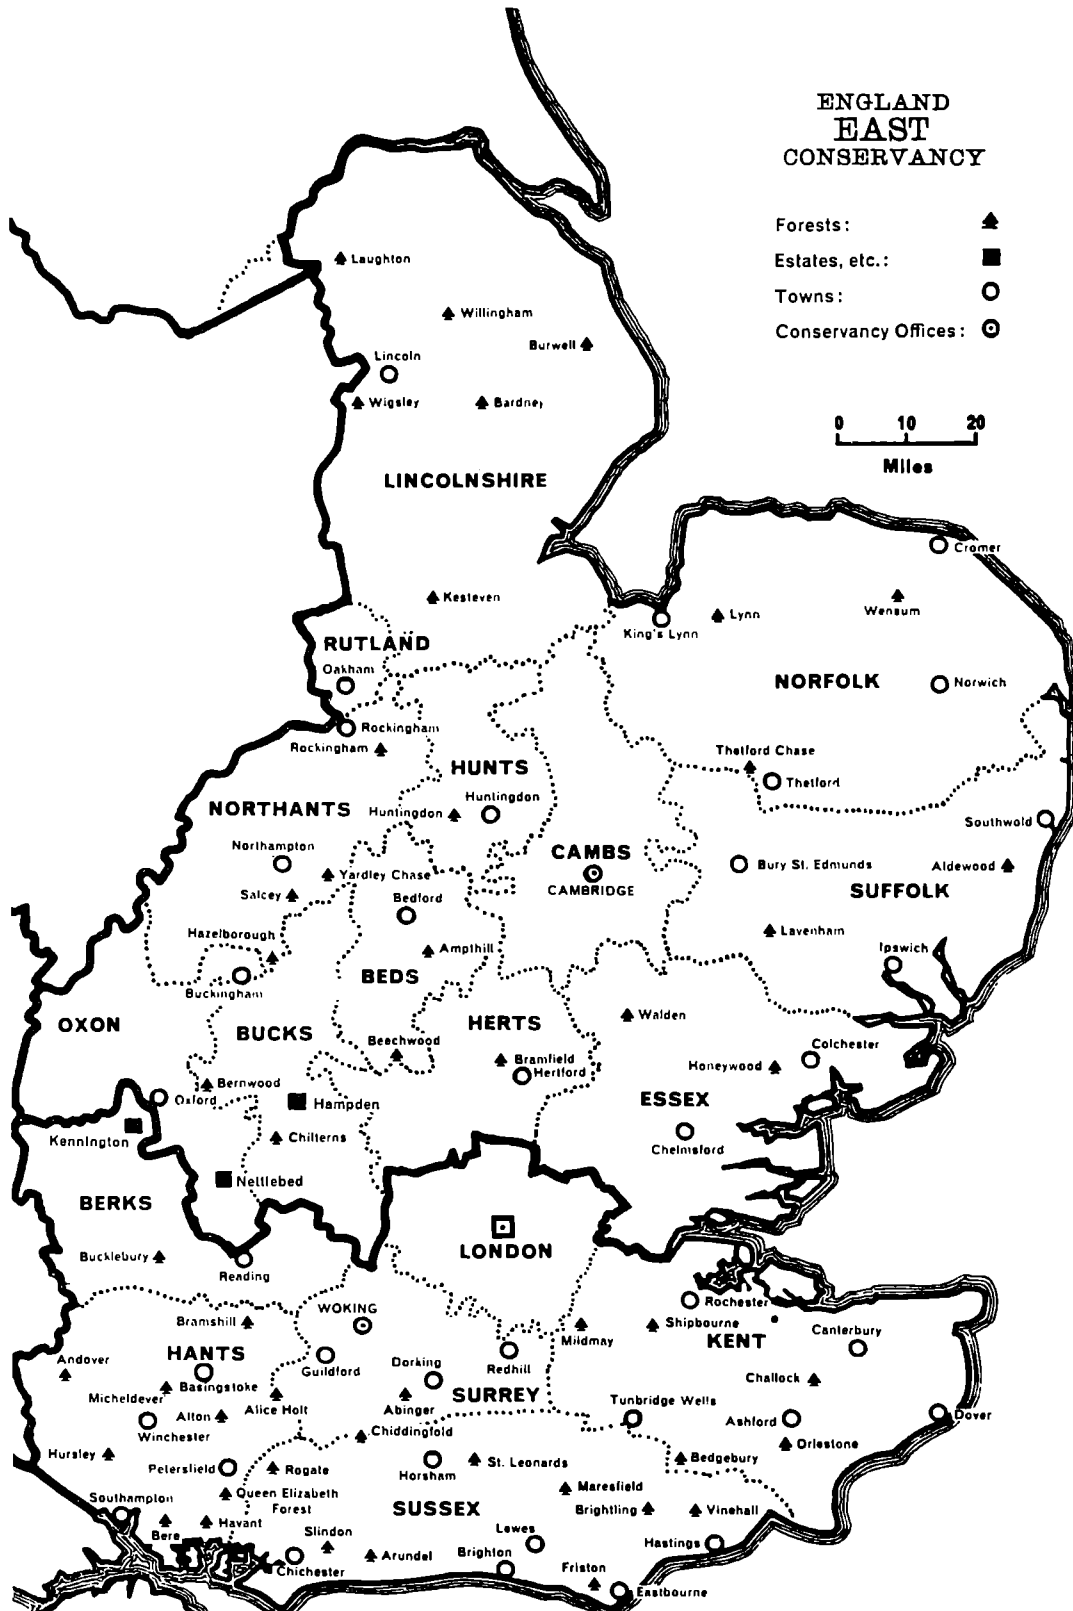 ENGLAND
EAST
CONSERVANCY
Forests:
Estates, etc.:
Towns:
Conservancy Offices:
0 10 20
Miles
Laughton
Willingham
Burwell
Lincoln
Wigsley
Bardney
LINCOLNSHIRE
Cromer
Kesteven
Lynn
Wensum
King's Lynn
RUTLAND
Oakham
NORFOLK
Norwich
Rockingham
Rockingham
Thetford Chase
HUNTS
Thetford
Huntingdon
NORTHANTS
Huntingdon
Southwold
Northampton
CAMBS
Bury St. Edmunds
Aldewood
Yardley Chase
CAMBRIDGE
SUFFOLK
Salcey
Bedford
Hazelborough
Lavenham
Ampthill
Ipswich
BEDS
Buckingham
OXON
BUCKS
HERTS
Walden
Beechwood
Colchester
Bramfield
Honeywood
Hertford
Bernwood
Oxford
Hampden
ESSEX
Kennington
Chilterns
Chelmsford
Nettlebed
BERKS
LONDON
Bucklebury
Reading
WOKING
Rochester
Bramshill
Mildmay
Shipbourne
KENT
Canterbury
HANTS
Andover
Guildford
Dorking
Redhill
Basingstoke
Challock
Micheldever
SURREY
Alton
Alice Holt
Abinger
Tunbridge Wells
Ashford
Dover
Winchester
Chiddingfold
Orlestone
Hursley
Petersfield
Rogate
Horsham
St. Leonards
Bedgebury
Queen Elizabeth
Forest
Maresfield
Southampton
SUSSEX
Brightling
Vinehall
Bere
Havant
Slindon
Lewes
Hastings
Arundel
Brighton
Chichester
Friston
Eastbourne